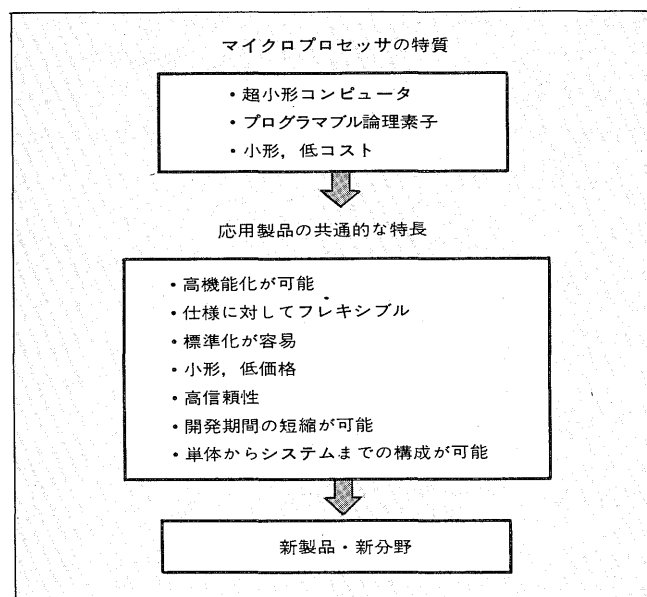 マイクロプロセッサの特質
・超小形コンピュータ
・プログラマブル論理素子
・小形，低コスト
応用製品の共通的な特長
・高機能化が可能
・仕様に対してフレキシブル
・標準化が容易
・小形，低価格
・高信頼性
・開発期間の短縮が可能
・単体からシステムまでの構成が可能
新製品・新分野